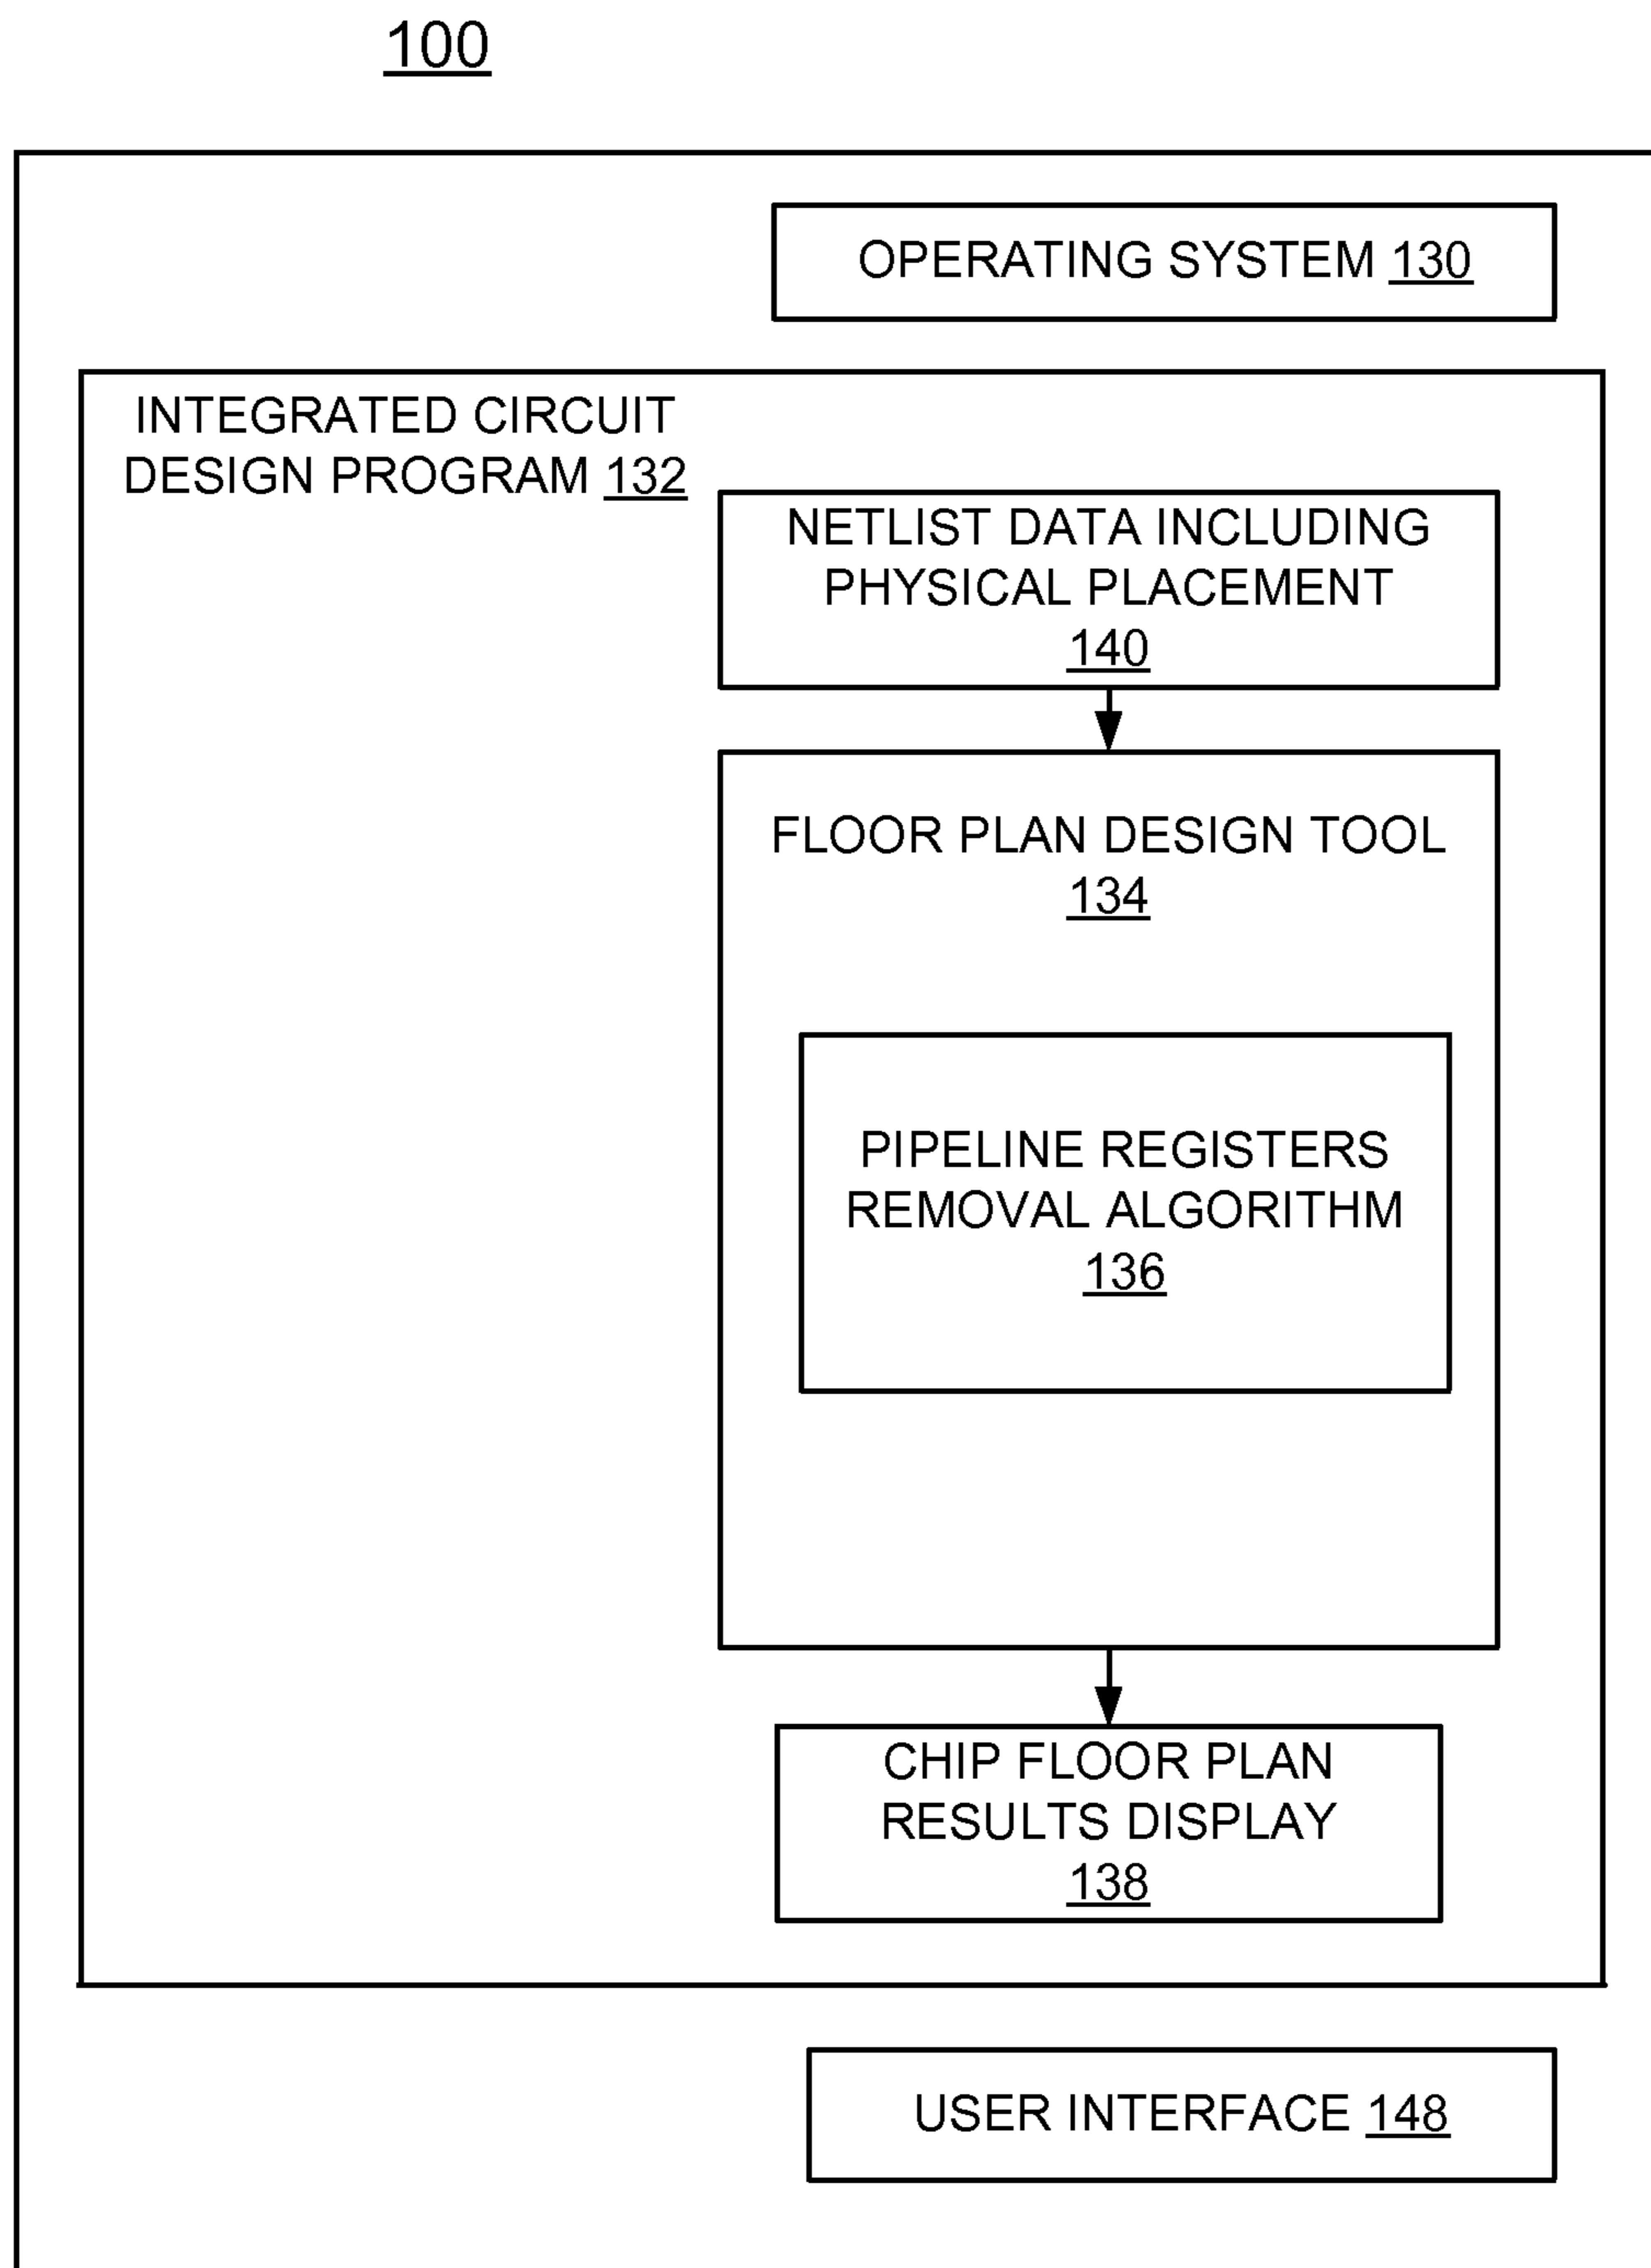 100
OPERATING SYSTEM 130
INTEGRATED CIRCUIT
DESIGN PROGRAM 132
NETLIST DATA INCLUDING
PHYSICAL PLACEMENT
140
FLOOR PLAN DESIGN TOOL
134
PIPELINE REGISTERS
REMOVAL ALGORITHM
136
CHIP FLOOR PLAN
RESULTS DISPLAY
138
USER INTERFACE 148